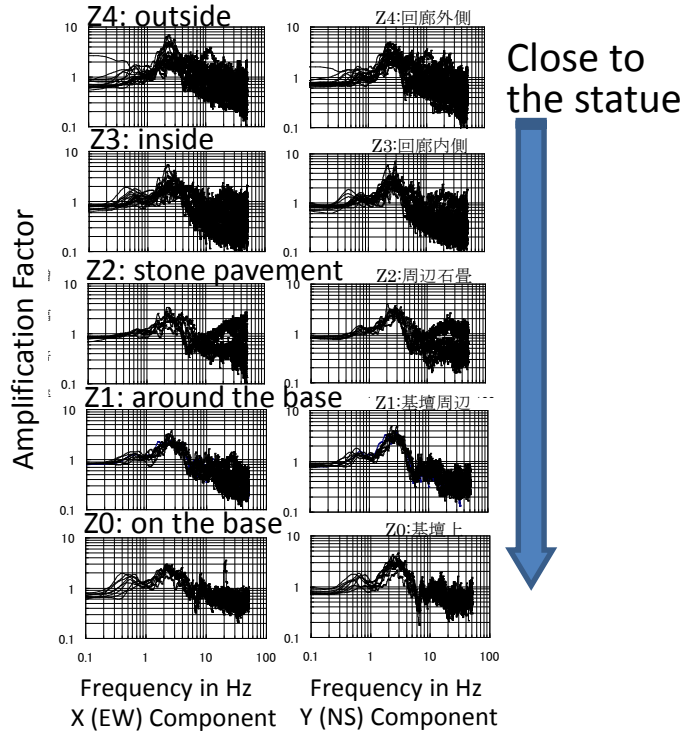 Z4: outside
Z4:回廊外側
10
1
0.1
10
1
0.1
Close to
the statue
Z3: inside
Z3:回廊内側
10
1
0.1
10
1
0.1
Amplification Factor
Z2: stone pavement
Z2:周辺石畳
10
1
0.1
10
1
0.1
Z1: around the base
Z1:基壇周辺
10
1
0.1
10
1
0.1
Z0: on the base
Z0:基壇上
10
1
0.1
10
1
0.1
0.1 1 10 100
0.1 1 10 100
Frequency in Hz
X (EW) Component
Frequency in Hz
Y (NS) Component